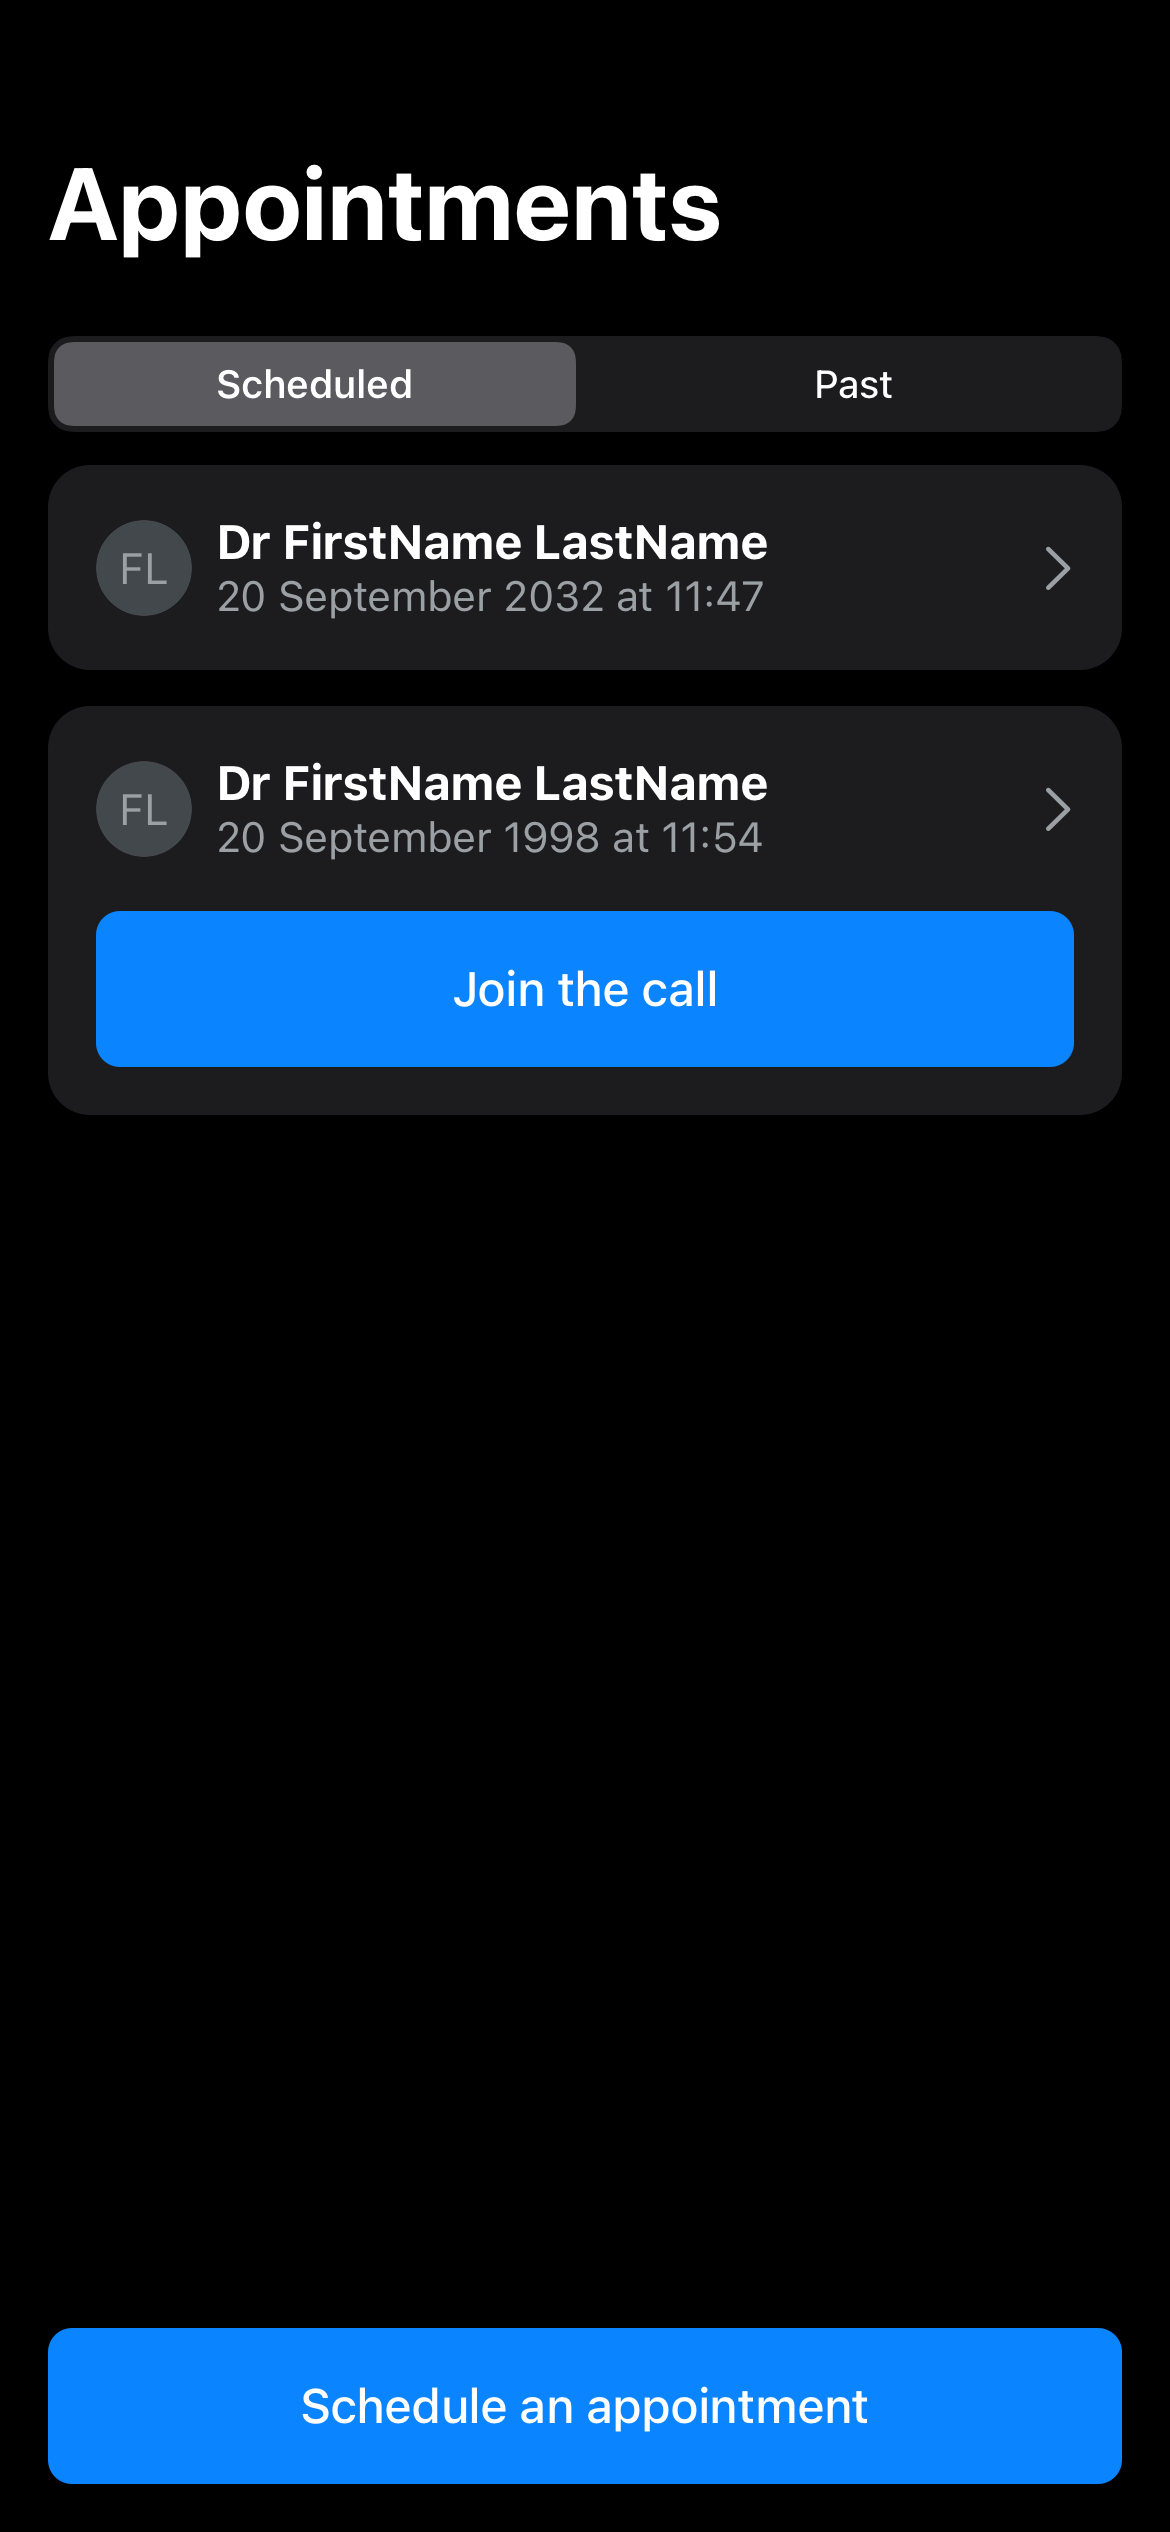 Appointments
Scheduled
Past
FL
Dr FirstName LastName
20 September 2032 at 11:47
FL
Dr FirstName LastName
20 September 1998 at 11:54
Join the call
Schedule an appointment